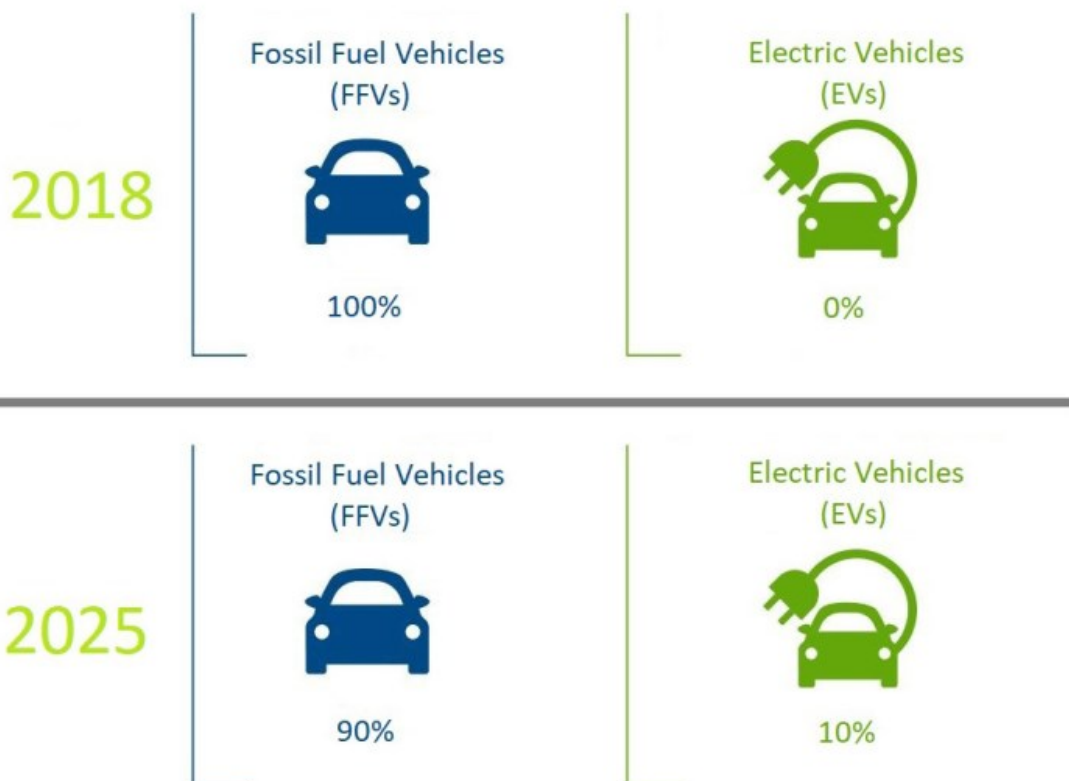 2018
Fossil Fuel Vehicles
(FFVs)
100%
Electric Vehicles
(EVs)
0%
2025
Fossil Fuel Vehicles
(FFVs)
90%
Electric Vehicles
(EVs)
10%